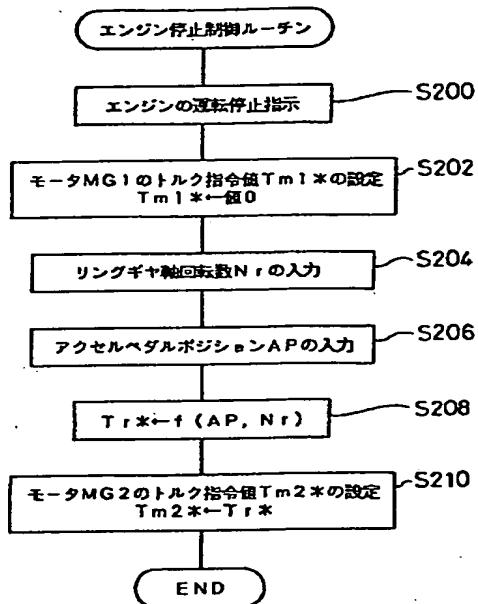 エンジン停止制御ルーチン
エンジンの運転停止指示
S200
モータMG1のトルク指令値Tm1*の設定
Tm1*←値0
S202
リングギヤ軸回転数Nrの入力
S204
アクセルペダルポジションAPの入力
S206
Tr*←f(AP,Nr)
S208
モータMG2のトルク指令値Tm2*の設定
Tm2*←Tr*
S210
END